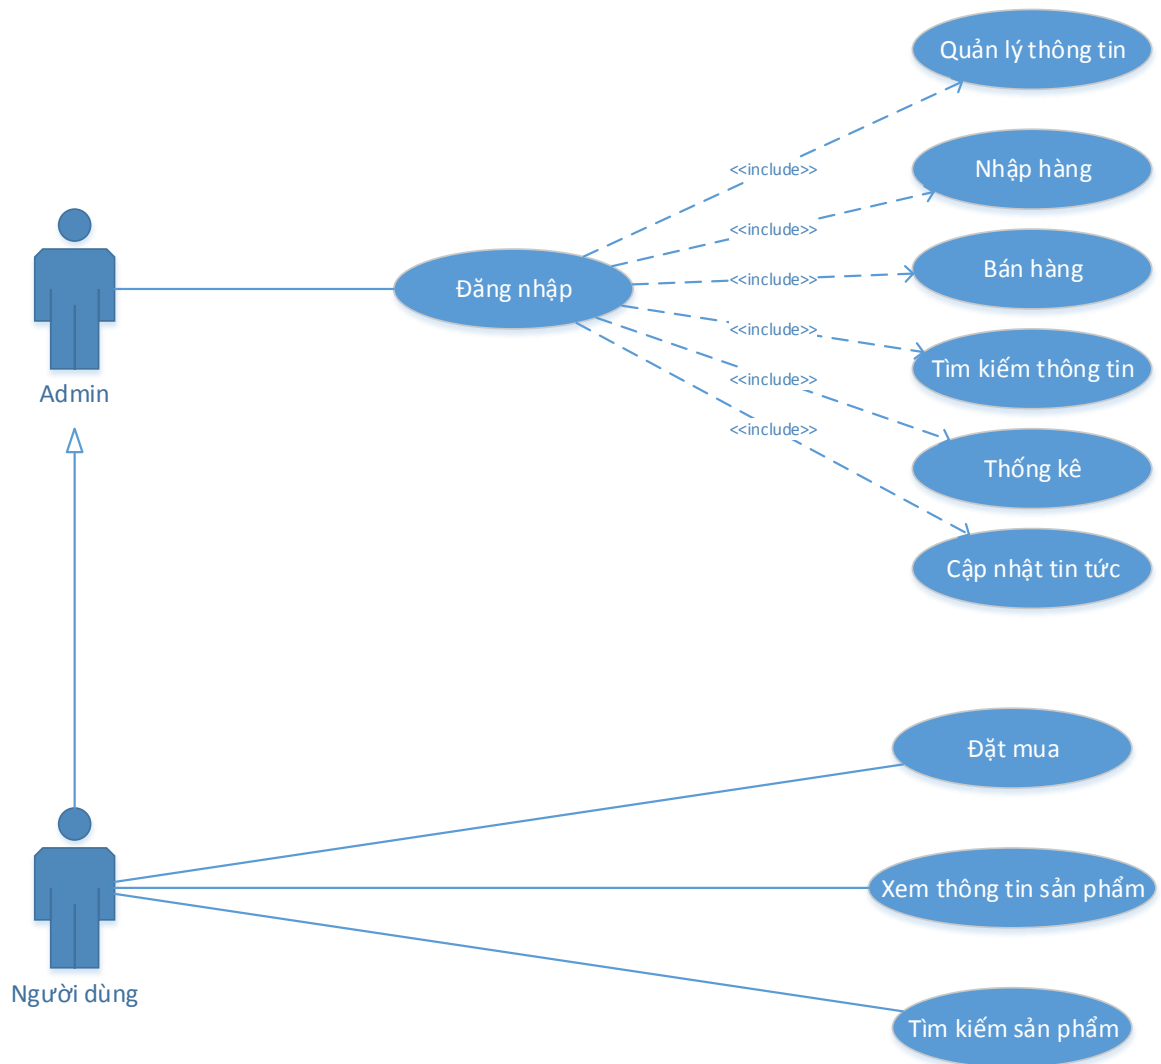 Quản lý thông tin
<<include>>
Nhập hàng
<<include>>
Bán hàng
<<include>>
Đăng nhập
<<include>>
Tìm kiếm thông tin
<<include>>
Admin
<<include>>
Thống kê
Cập nhật tin tức
Đặt mua
Xem thông tin sản phẩm
Người dùng
Tìm kiếm sản phẩm